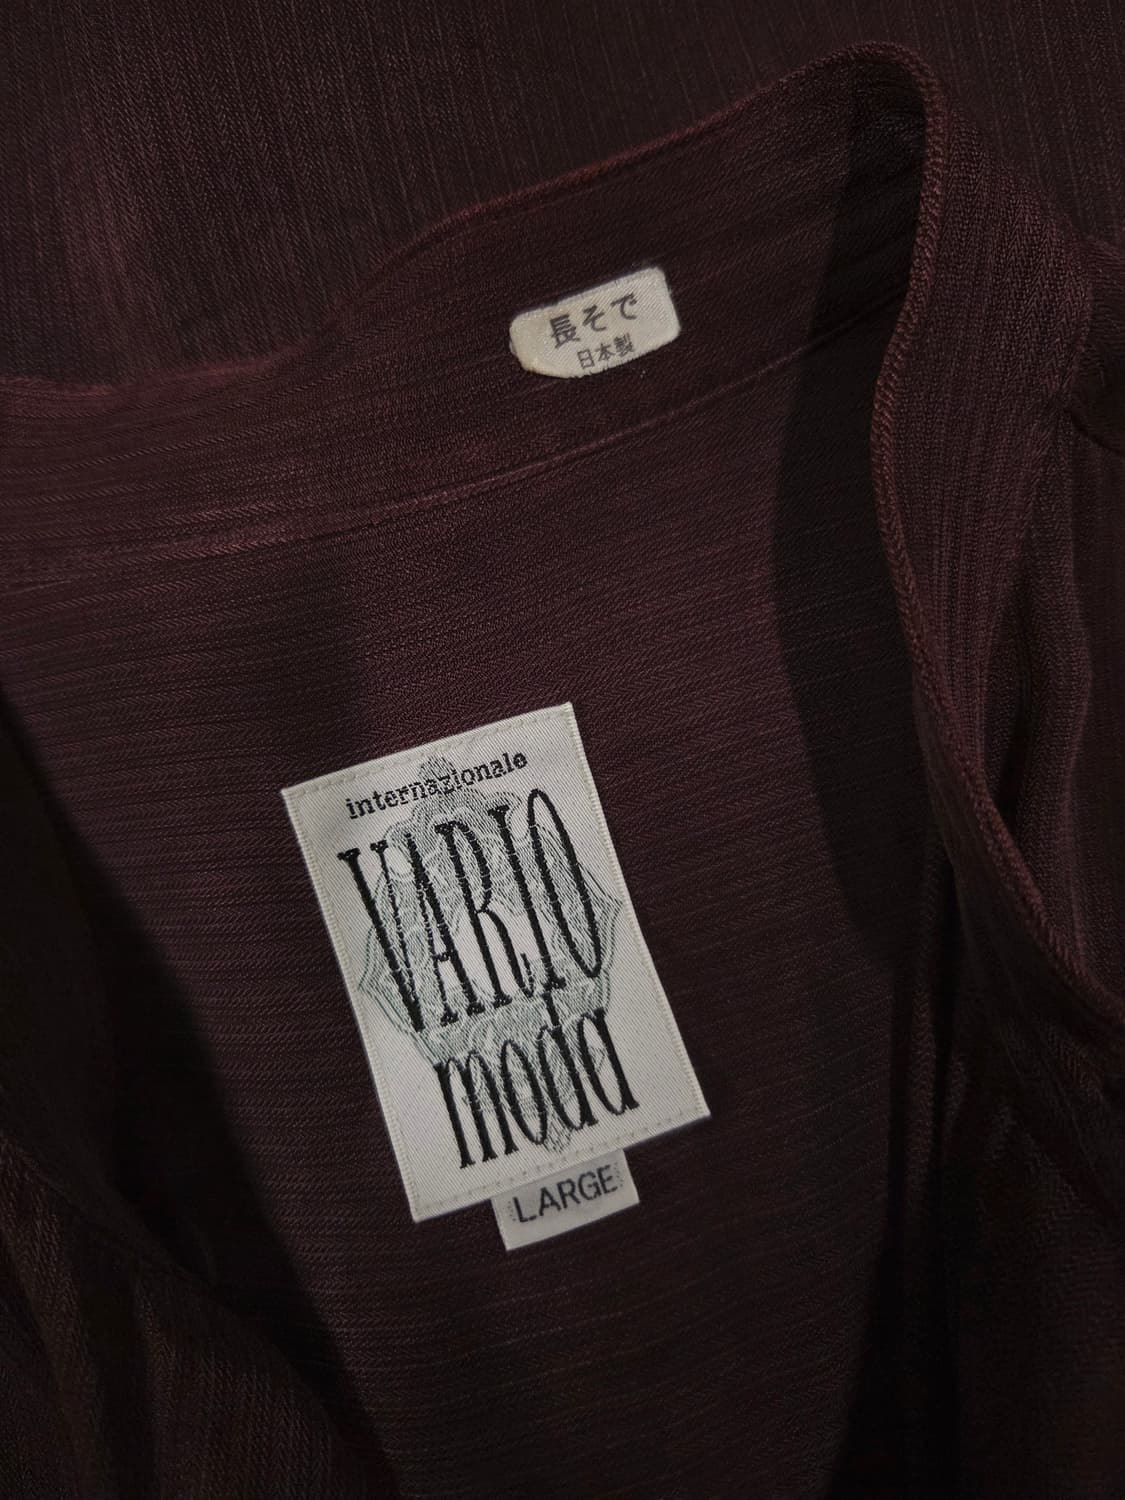 長そで
日本製
internazionale
VARIO
moda
LARGE